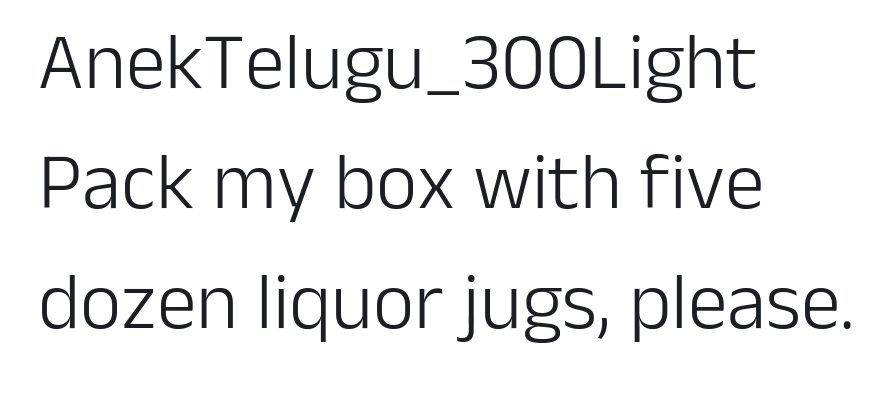 AnekTelugu_300Light
Pack my box with five
dozen liquor jugs, please.